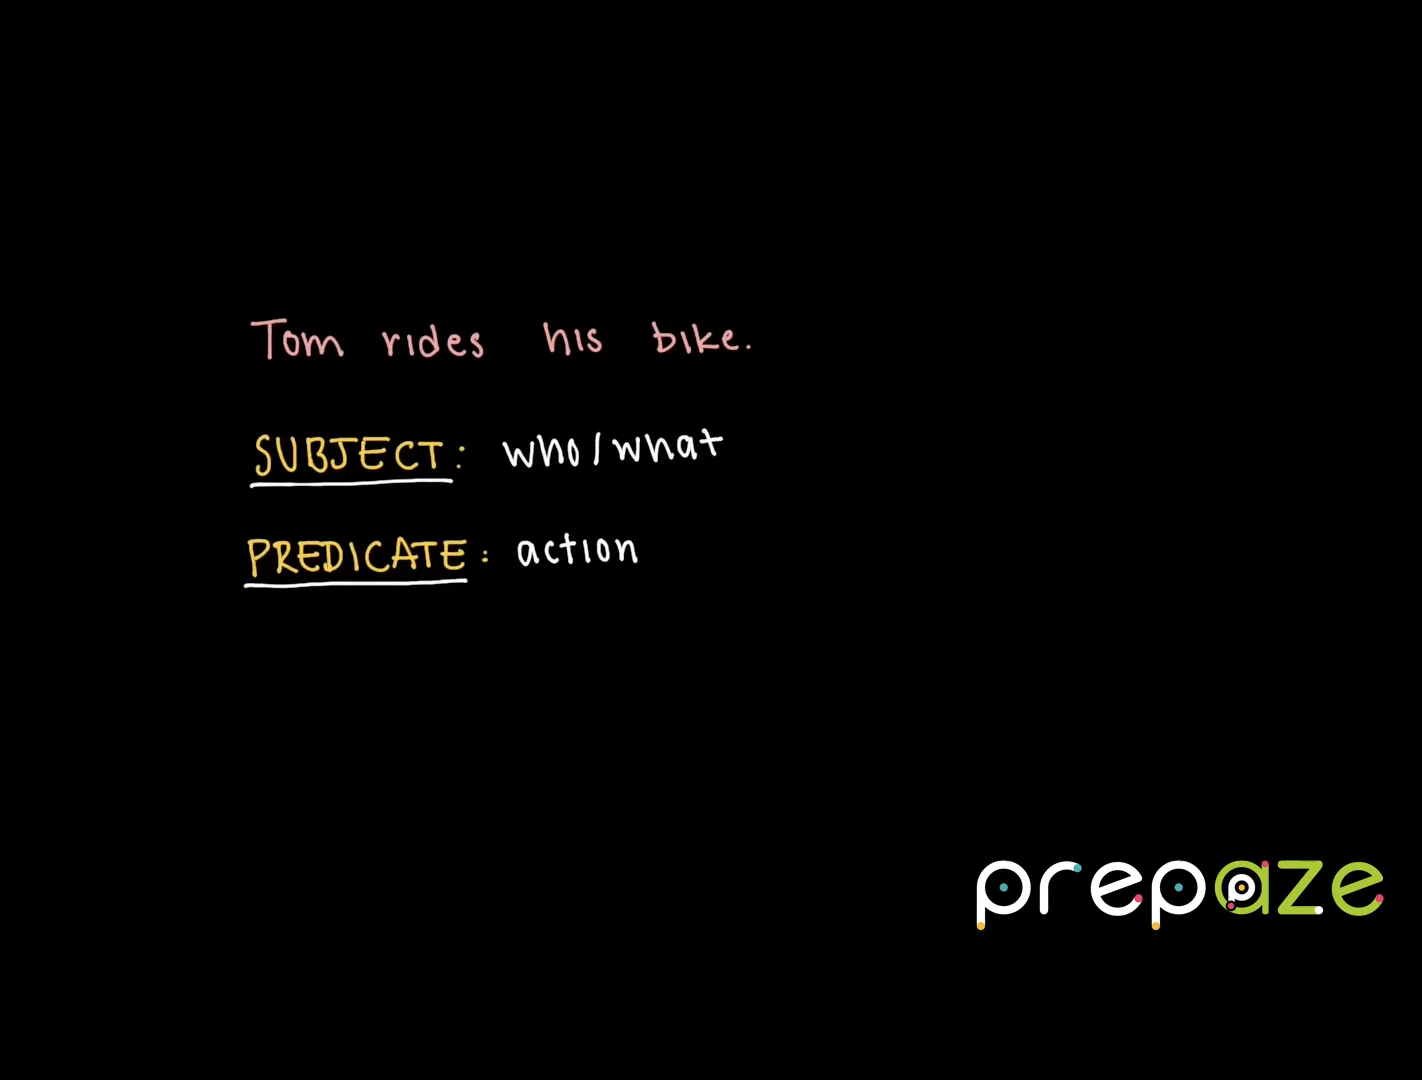 Tom rides his bike.
SUBJECT: who/what
PREDICATE: action
prepaze